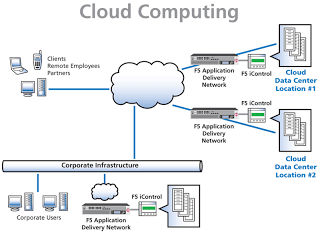 Cloud Computing
Clients
Remote Employees
Partners
F5 Application
Delivery
Network
F5 iControl
Cloud
Data Center
Location #1
F5 iControl
F5 Application
Delivery
Network
Cloud
Data Center
Location #2
Corporate Infrastructure
Corporate Users
F5 iControl
F5 Application
Delivery Network